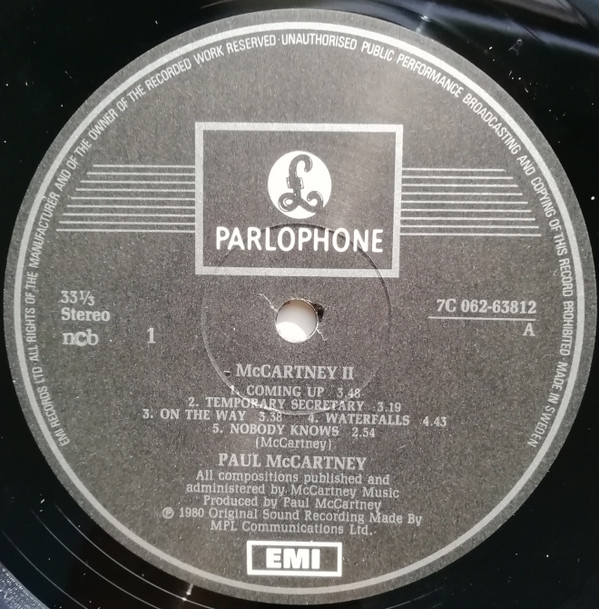 EMI RECORDS LTD. ALL RIGHTS OF THE MANUFACTURER AND OF THE OWNER OF THE RECORDED WORK RESERVED · UNAUTHORISED PUBLIC PERFORMANCE BROADCASTING AND COPYING OF THIS RECORD PROHIBITED · MADE IN SWEDEN
£
PARLOPHONE
33⅓
Stereo
ncb
1
7C 062-63812
A
McCARTNEY II
1. COMING UP 3.48
2. TEMPORARY SECRETARY 3.19
3. ON THE WAY 3.38 4. WATERFALLS 4.43
5. NOBODY KNOWS 2.54
(McCartney)
PAUL McCARTNEY
All compositions published and
administered by McCartney Music
Produced by Paul McCartney
℗ 1980 Original Sound Recording Made By
MPL Communications Ltd.
EMI